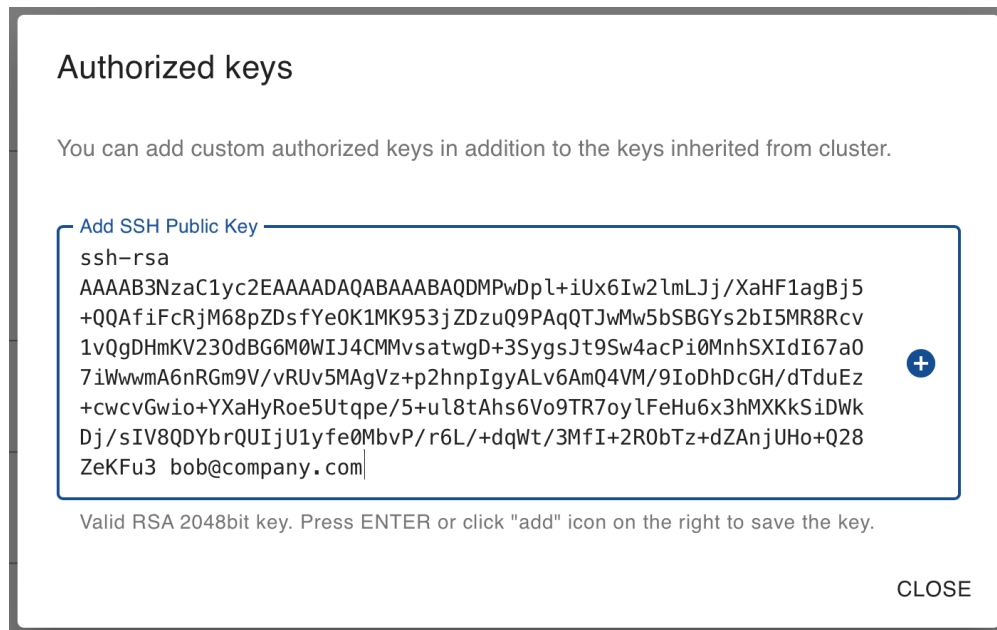 Authorized keys
You can add custom authorized keys in addition to the keys inherited from cluster.
Add SSH Public Key
ssh-rsa
AAAAB3NzaC1yc2EAAAADAQABAAABAQDMPwDpl+iUx6Iw2lmLJj/XaHF1agBj5
+QQAfiFcRjM68pZDsfYeOK1MK953jZDzuQ9PAqQTJwMw5bSBGYs2bI5MR8Rcv
1vQgDHmKV23OdBG6M0WIJ4CMMvsatwgD+3SygsJt9Sw4acPi0MnhSXIdI67aO
7iWwwmA6nRGm9V/vRUv5MAgVz+p2hnpIgyALv6AmQ4VM/9IoDhDcGH/dTduEz
+cwcvGwio+YXaHyRoe5Utqpe/5+ul8tAhs6Vo9TR7oylFeHu6x3hMXKkSiDWk
Dj/sIV8QDYbrQUIjU1yfe0MbvP/r6L/+dqWt/3MfI+2RObTz+dZAnjUHo+Q28
ZeKFu3 bob@company.com
Valid RSA 2048bit key. Press ENTER or click "add" icon on the right to save the key.
CLOSE